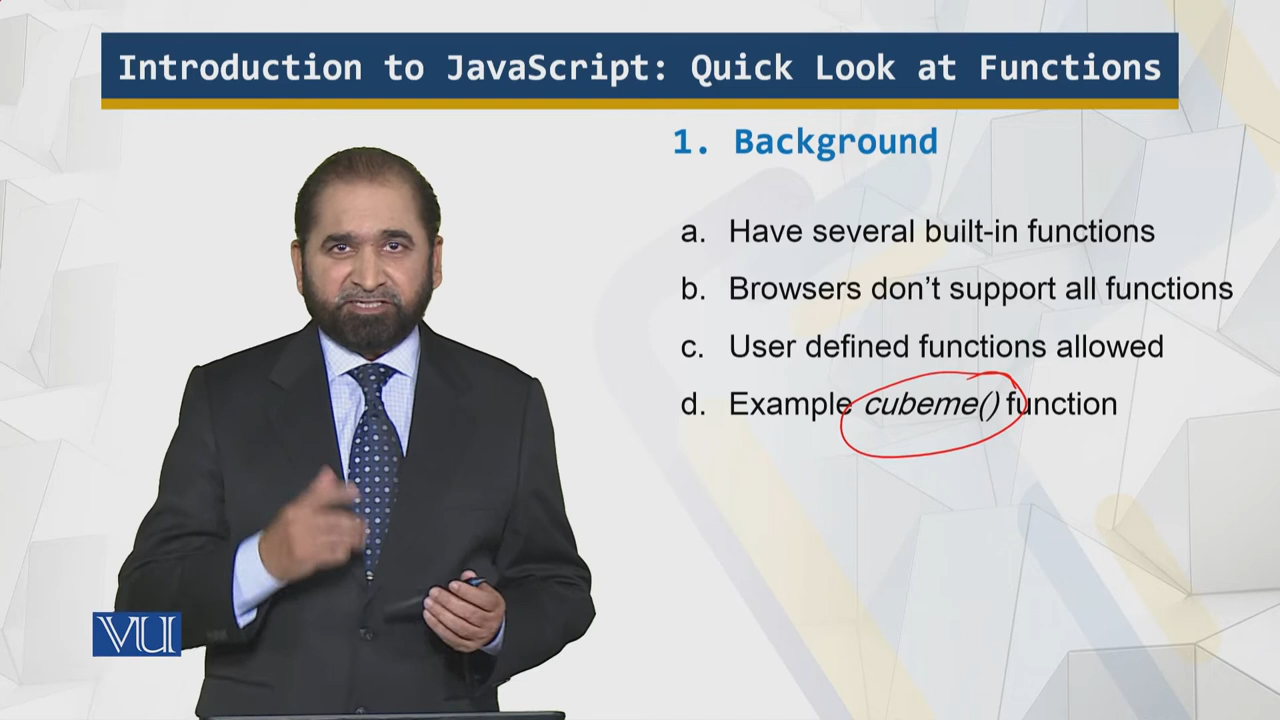 Introduction to JavaScript: Quick Look at Functions
1. Background
a. Have several built-in functions
b. Browsers don’t support all functions
c. User defined functions allowed
d. Example cubeme() function
VU